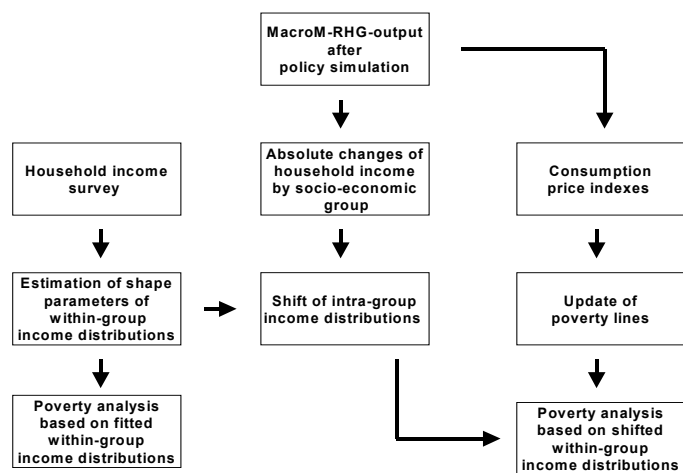 MacroM-RHG-output
after
policy simulation
Household income
survey
Absolute changes of
household income
by socio-economic
group
Consumption
price indexes
Estimation of shape
parameters of
within-group
income distributions
Shift of intra-group
income distributions
Update of
poverty lines
Poverty analysis
based on fitted
within-group
income distributions
Poverty analysis
based on shifted
within-group
income distributions